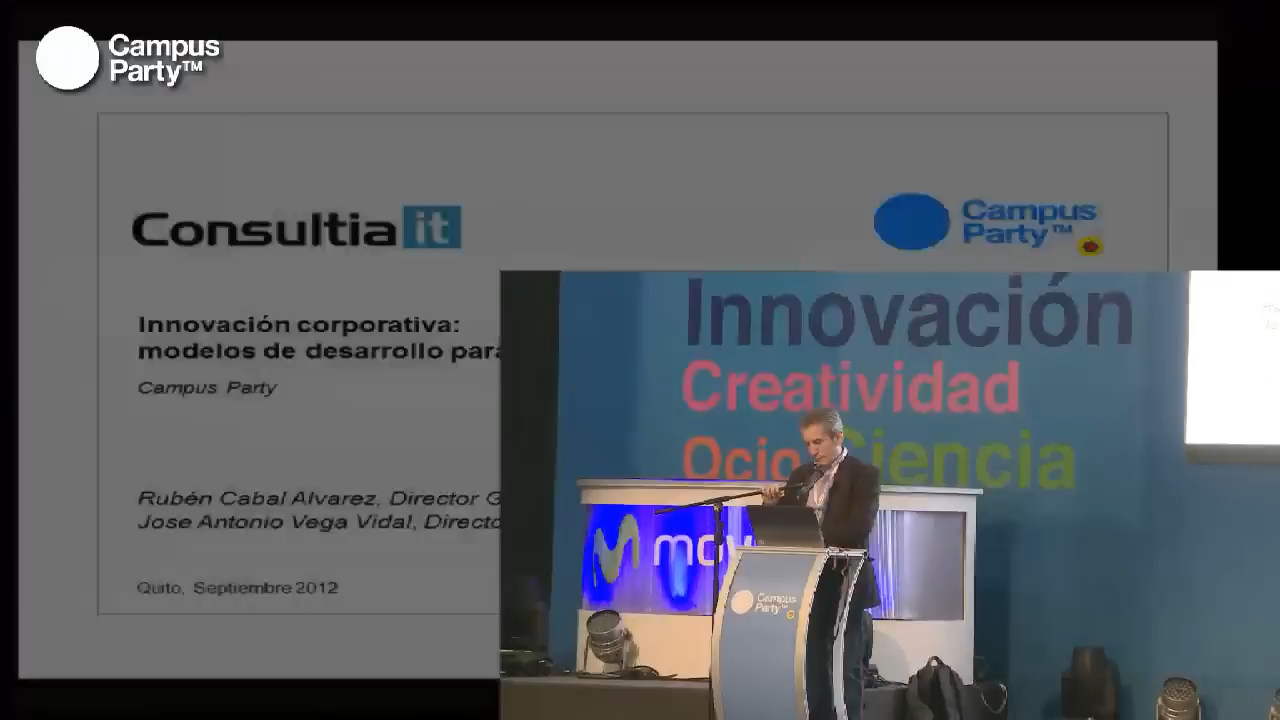 Campus
Party™
Consultia it
Campus
Party™
Innovación corporativa:
modelos de desarrollo para
Campus Party
Rubén Cabal Alvarez, Director G
Jose Antonio Vega Vidal, Directo
Quito, Septiembre 2012
Innovación
Creatividad
Ocio Ciencia
mov
Campus
Party™